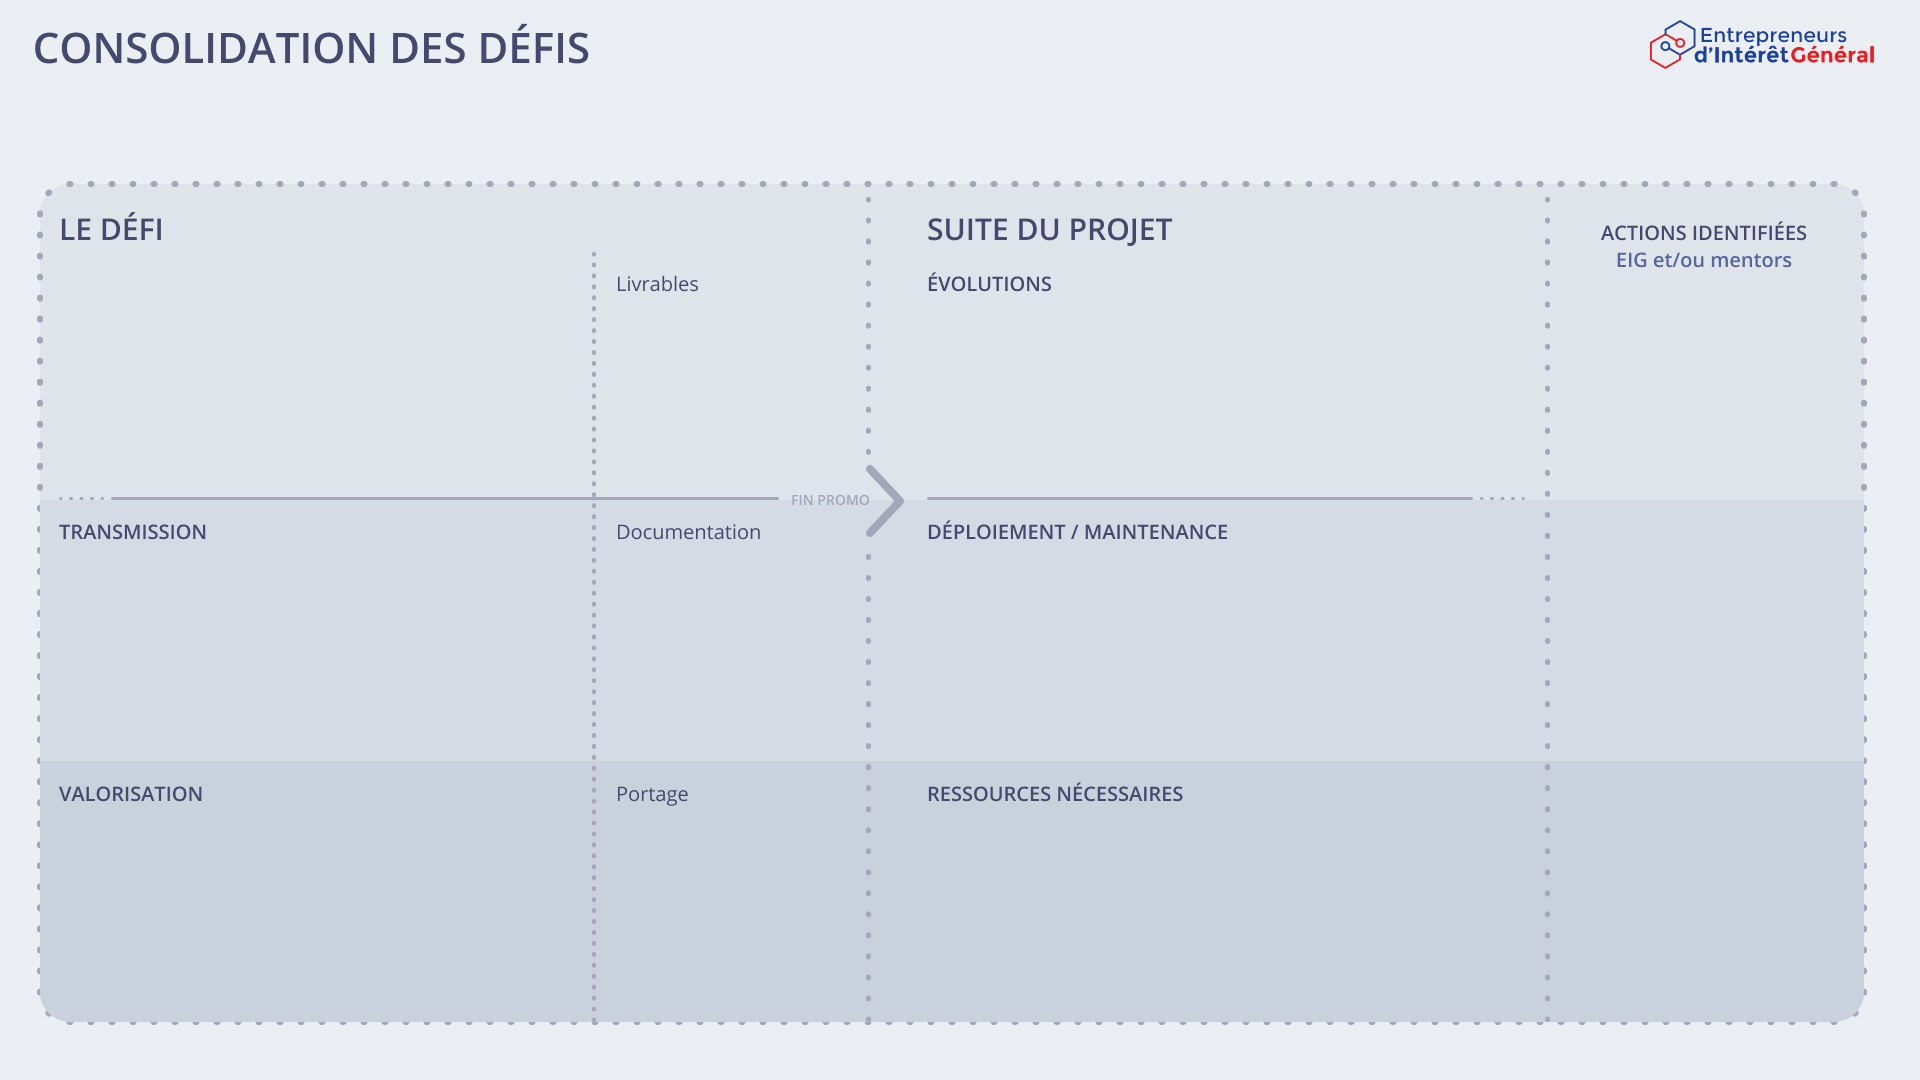 CONSOLIDATION DES DÉFIS
Entrepreneurs
d'Intérêt Général
LE DÉFI
Livrables
SUITE DU PROJET
ÉVOLUTIONS
ACTIONS IDENTIFIÉES
EIG et/ou mentors
FIN PROMO
TRANSMISSION
Documentation
DÉPLOIEMENT / MAINTENANCE
VALORISATION
Portage
RESSOURCES NÉCESSAIRES